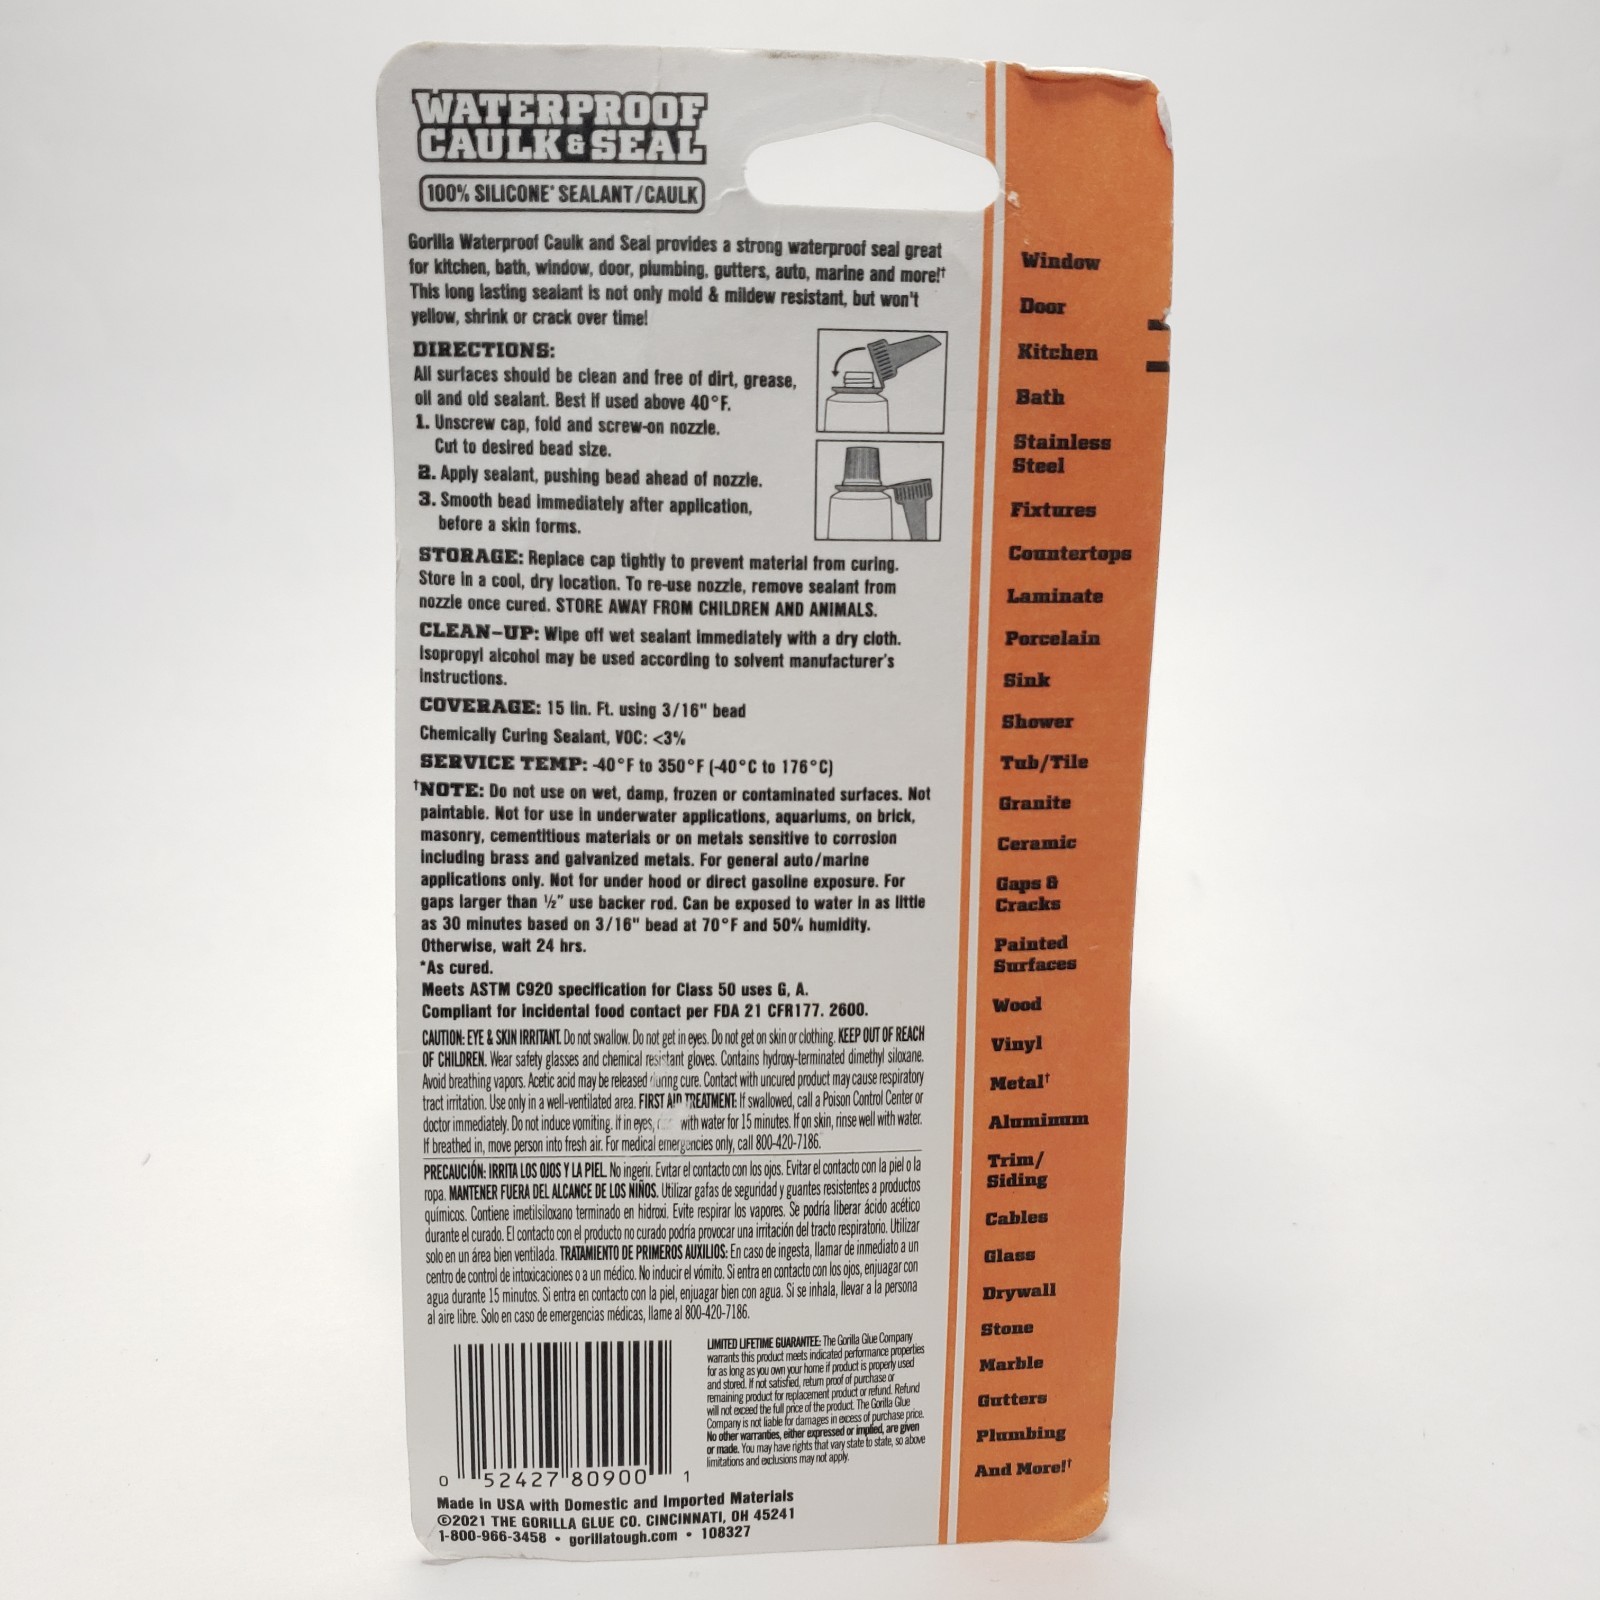 WATERPROOF
CAULK & SEAL
100% SILICONE* SEALANT/CAULK
Gorilla Waterproof Caulk and Seal provides a strong waterproof seal great
for kitchen, bath, window, door, plumbing, gutters, auto, marine and more!†
This long lasting sealant is not only mold & mildew resistant, but won't
yellow, shrink or crack over time!
DIRECTIONS:
All surfaces should be clean and free of dirt, grease,
oil and old sealant. Best if used above 40°F.
1. Unscrew cap, fold and screw-on nozzle.
Cut to desired bead size.
2. Apply sealant, pushing bead ahead of nozzle.
3. Smooth bead immediately after application,
before a skin forms.
STORAGE: Replace cap tightly to prevent material from curing.
Store in a cool, dry location. To re-use nozzle, remove sealant from
nozzle once cured. STORE AWAY FROM CHILDREN AND ANIMALS.
CLEAN-UP: Wipe off wet sealant immediately with a dry cloth.
Isopropyl alcohol may be used according to solvent manufacturer's
instructions.
COVERAGE: 15 lin. Ft. using 3/16" bead
Chemically Curing Sealant, VOC: <3%
SERVICE TEMP: -40°F to 350°F (-40°C to 176°C)
†NOTE: Do not use on wet, damp, frozen or contaminated surfaces. Not
paintable. Not for use in underwater applications, aquariums, on brick,
masonry, cementitious materials or on metals sensitive to corrosion
including brass and galvanized metals. For general auto/marine
applications only. Not for under hood or direct gasoline exposure. For
gaps larger than ½" use backer rod. Can be exposed to water in as little
as 30 minutes based on 3/16" bead at 70°F and 50% humidity.
Otherwise, wait 24 hrs.
*As cured.
Meets ASTM C920 specification for Class 50 uses G, A.
Compliant for incidental food contact per FDA 21 CFR177. 2600.
CAUTION: EYE & SKIN IRRITANT. Do not swallow. Do not get in eyes. Do not get on skin or clothing. KEEP OUT OF REACH
OF CHILDREN. Wear safety glasses and chemical resistant gloves. Contains hydroxy-terminated dimethyl siloxane.
Avoid breathing vapors. Acetic acid may be released during cure. Contact with uncured product may cause respiratory
tract irritation. Use only in a well-ventilated area. FIRST AID TREATMENT: If swallowed, call a Poison Control Center or
doctor immediately. Do not induce vomiting. If in eyes, with water for 15 minutes. If on skin, rinse well with water.
If breathed in, move person into fresh air. For medical emergencies only, call 800-420-7186.
PRECAUCIÓN: IRRITA LOS OJOS Y LA PIEL. No ingerir. Evitar el contacto con los ojos. Evitar el contacto con la piel o la
ropa. MANTENER FUERA DEL ALCANCE DE LOS NIÑOS. Utilizar gafas de seguridad y guantes resistentes a productos
químicos. Contiene imetilsiloxano terminado en hidroxi. Evite respirar los vapores. Se podría liberar ácido acético
durante el curado. El contacto con el producto no curado podría provocar una irritación del tracto respiratorio. Utilizar
solo en un área bien ventilada. TRATAMIENTO DE PRIMEROS AUXILIOS: En caso de ingesta, llamar de inmediato a un
centro de control de intoxicaciones o a un médico. No inducir el vómito. Si entra en contacto con los ojos, enjuagar con
agua durante 15 minutos. Si entra en contacto con la piel, enjuagar bien con agua. Si se inhala, llevar a la persona
al aire libre. Solo en caso de emergencias médicas, llame al 800-420-7186.
LIMITED LIFETIME GUARANTEE: The Gorilla Glue Company
warrants this product meets indicated performance properties
for as long as you own your home if product is properly used
and stored. If not satisfied, return proof of purchase or
remaining product for replacement product or refund. Refund
will not exceed the full price of the product. The Gorilla Glue
Company is not liable for damages in excess of purchase price.
No other warranties, either expressed or implied, are given
or made. You may have rights that vary state to state, so above
limitations and exclusions may not apply.
0 52427 80900 1
Made in USA with Domestic and Imported Materials
©2021 THE GORILLA GLUE CO. CINCINNATI, OH 45241
1-800-966-3458 • gorillatough.com • 108327
Window
Door
Kitchen
Bath
Stainless
Steel
Fixtures
Countertops
Laminate
Porcelain
Sink
Shower
Tub/Tile
Granite
Ceramic
Gaps &
Cracks
Painted
Surfaces
Wood
Vinyl
Metal†
Aluminum
Trim/
Siding
Cables
Glass
Drywall
Stone
Marble
Gutters
Plumbing
And More!†